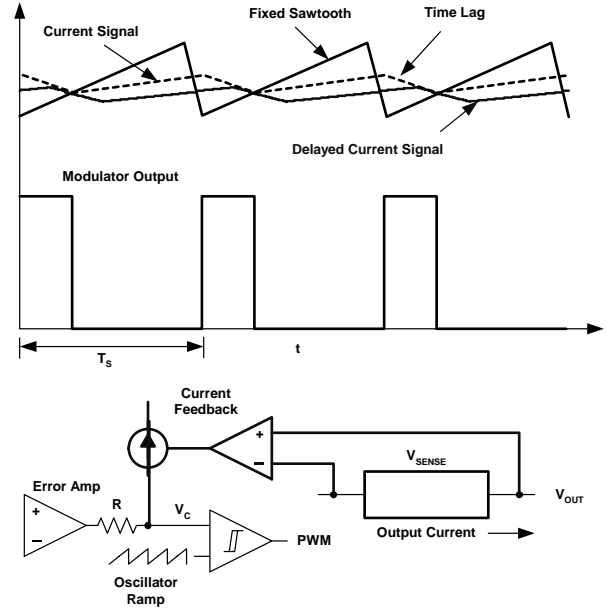 Fixed Sawtooth
Time Lag
Current Signal
Delayed Current Signal
Modulator Output
T_S
t
Current
Feedback
+
−
V_SENSE
V_OUT
Error Amp
R
V_C
+
−
PWM
Output Current
Oscillator
Ramp